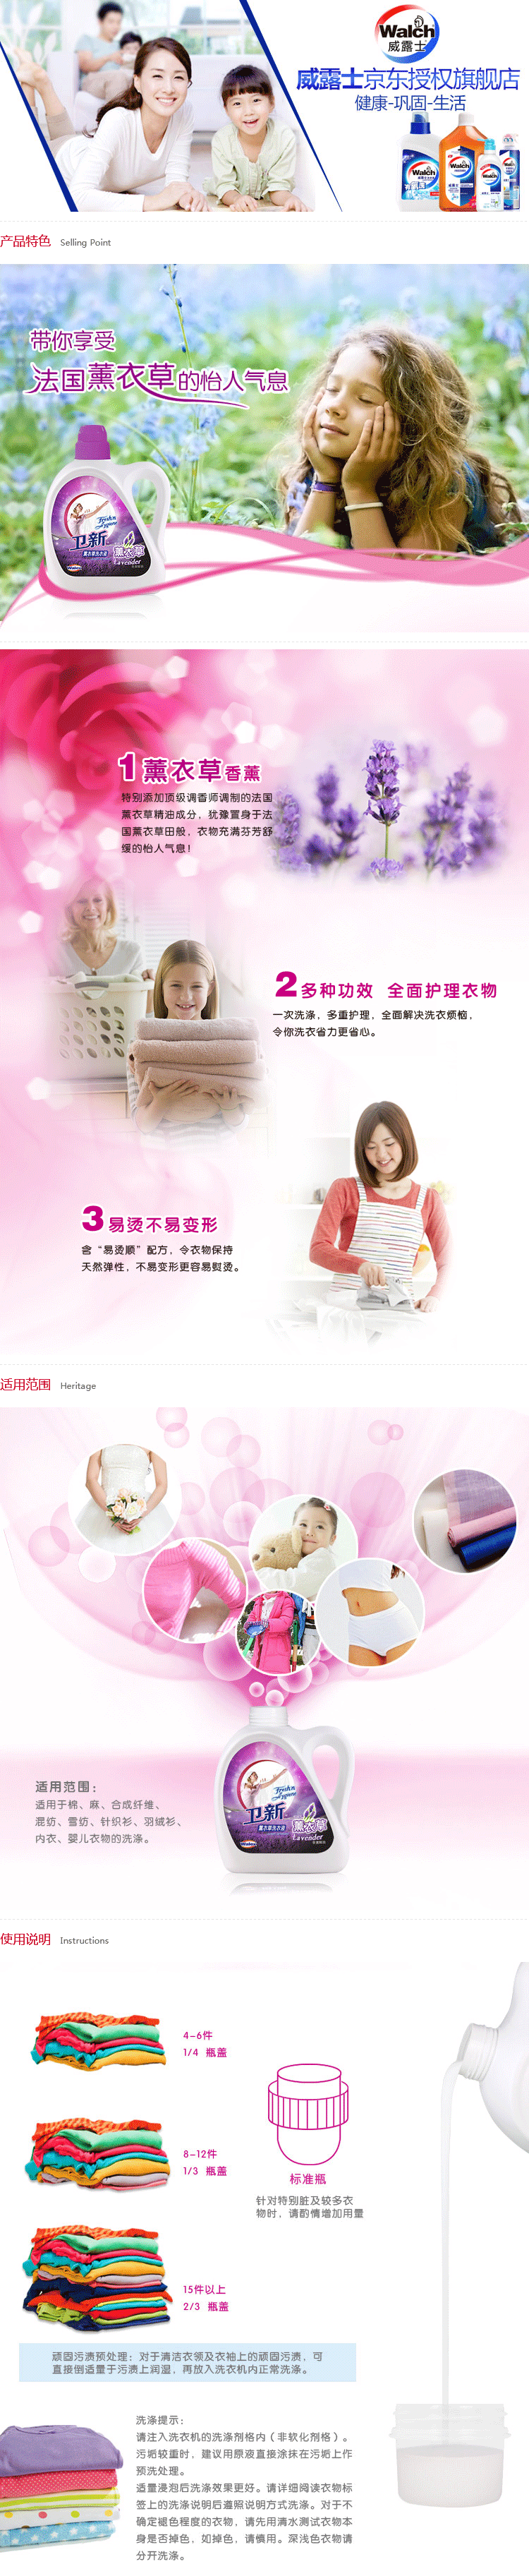 Walch
威露士
威露士京东授权旗舰店
健康-巩固-生活
Walch
Walch
产品特色 Selling Point
带你享受
法国薰衣草的怡人气息
Fresh'n
Appure
卫新
薰衣草洗衣液
薰衣草
Lavender
1薰衣草香薰
特别添加顶级调香师调制的法国
薰衣草精油成分，犹豫置身于法
国薰衣草田般，衣物充满芬芳舒
缓的怡人气息！
2多种功效 全面护理衣物
一次洗涤，多重护理，全面解决洗衣烦恼，
令你洗衣省力更省心。
3易烫不易变形
含“易烫顺”配方，令衣物保持
天然弹性，不易变形更容易熨烫。
适用范围 Heritage
Fresh'n
Appure
卫新
薰衣草洗衣液
薰衣草
Lavender
适用范围：
适用于棉、麻、合成纤维、
混纺、雪纺、针织衫、羽绒衫、
内衣、婴儿衣物的洗涤。
使用说明 Instructions
4-6件
1/4 瓶盖
8-12件
1/3 瓶盖
标准瓶
针对特别脏及较多衣
物时，请酌情增加用量
15件以上
2/3 瓶盖
顽固污渍预处理：对于清洁衣领及衣袖上的顽固污渍，可
直接倒适量于污渍上润湿，再放入洗衣机内正常洗涤。
洗涤提示：
请注入洗衣机的洗涤剂格内（非软化剂格）。
污垢较重时，建议用原液直接涂抹在污垢上作
预洗处理。
适量浸泡后洗涤效果更好。请详细阅读衣物标
签上的洗涤说明后遵照说明方式洗涤。对于不
确定褪色程度的衣物，请先用清水测试衣物本
身是否掉色，如掉色，请慎用。深浅色衣物请
分开洗涤。